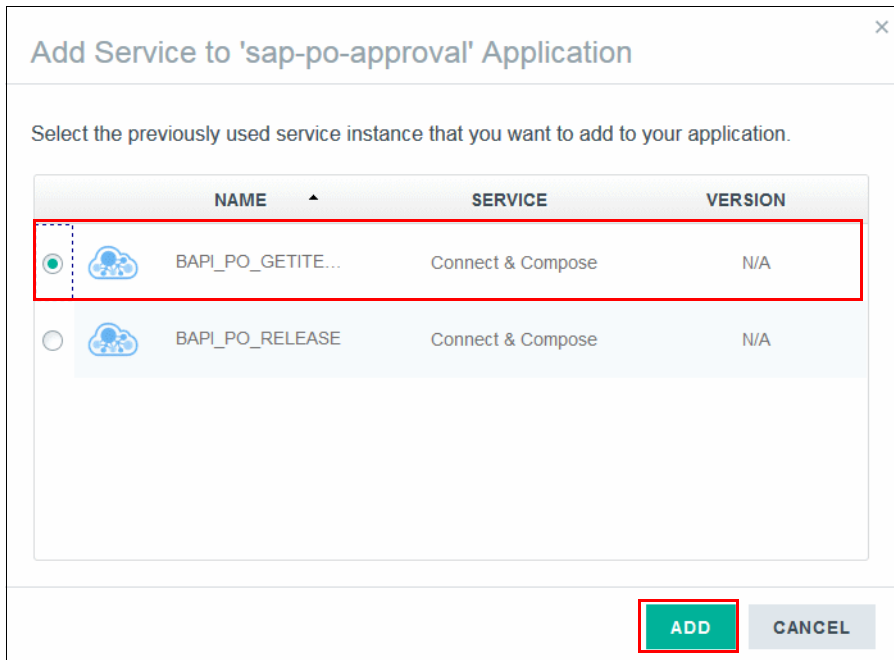 Add Service to 'sap-po-approval' Application
Select the previously used service instance that you want to add to your application.
NAME SERVICE VERSION
BAPI_PO_GETITE... Connect & Compose N/A
BAPI_PO_RELEASE Connect & Compose N/A
ADD CANCEL